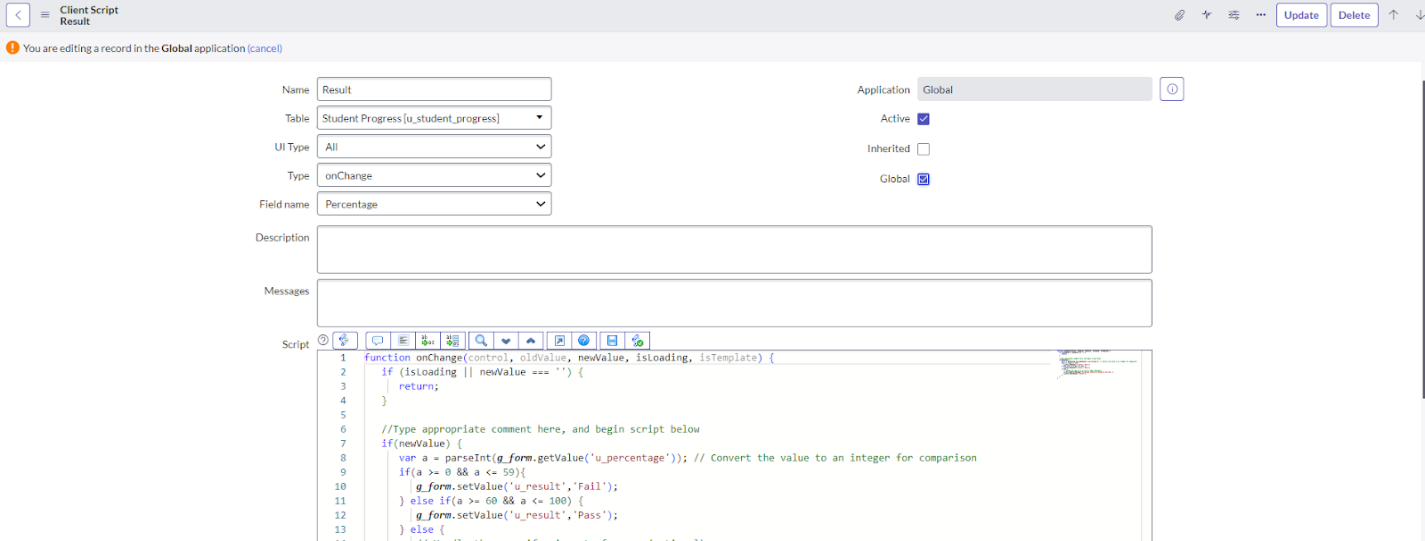 Client Script
Result
Update Delete
You are editing a record in the Global application (cancel)
Name Result
Application Global
Table Student Progress [u_student_progress]
Active
UI Type All
Inherited
Type onChange
Global
Field name Percentage
Description
Messages
Script
1 function onChange(control, oldValue, newValue, isLoading, isTemplate) {
2 if (isLoading || newValue === '') {
3 return;
4 }
5
6 //Type appropriate comment here, and begin script below
7 if(newValue) {
8 var a = parseInt(g_form.getValue('u_percentage')); // Convert the value to an integer for comparison
9 if(a >= 0 && a <= 59){
10 g_form.setValue('u_result','Fail');
11 } else if(a >= 60 && a <= 100) {
12 g_form.setValue('u_result','Pass');
13 } else {